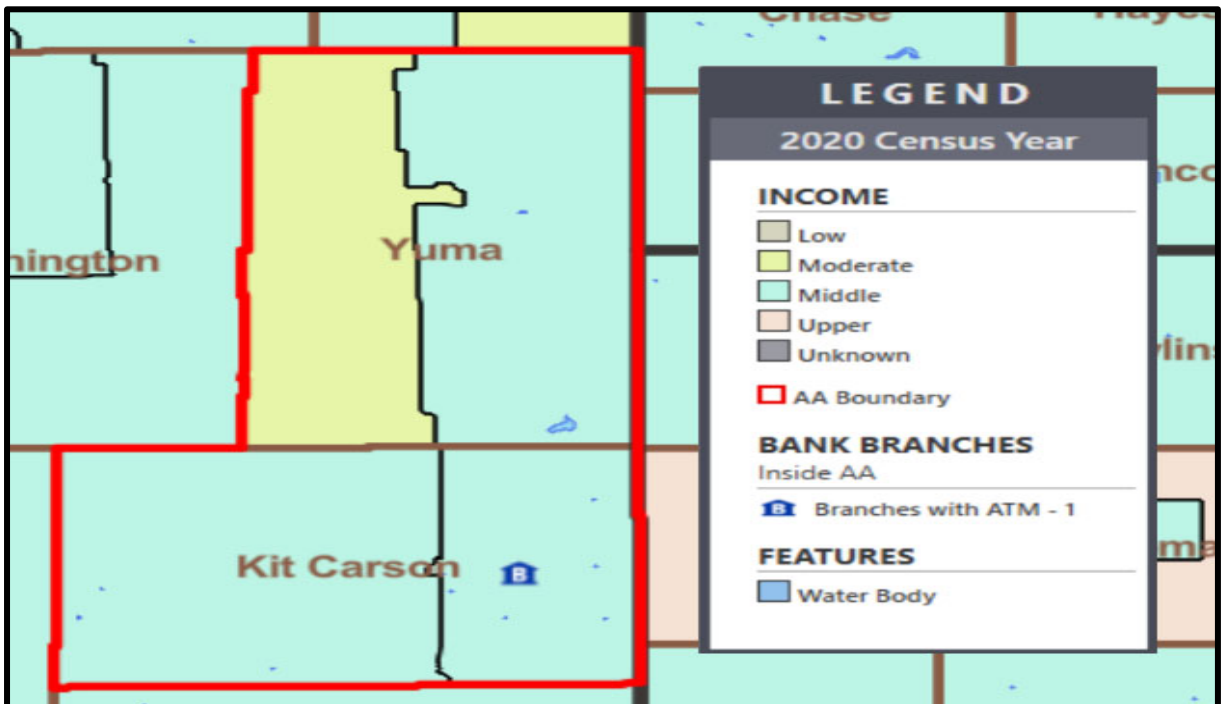 Chase
Yuma
Kit Carson
LEGEND
2020 Census Year
INCOME
Low
Moderate
Middle
Upper
Unknown
AA Boundary
BANK BRANCHES
Inside AA
B Branches with ATM - 1
FEATURES
Water Body
B